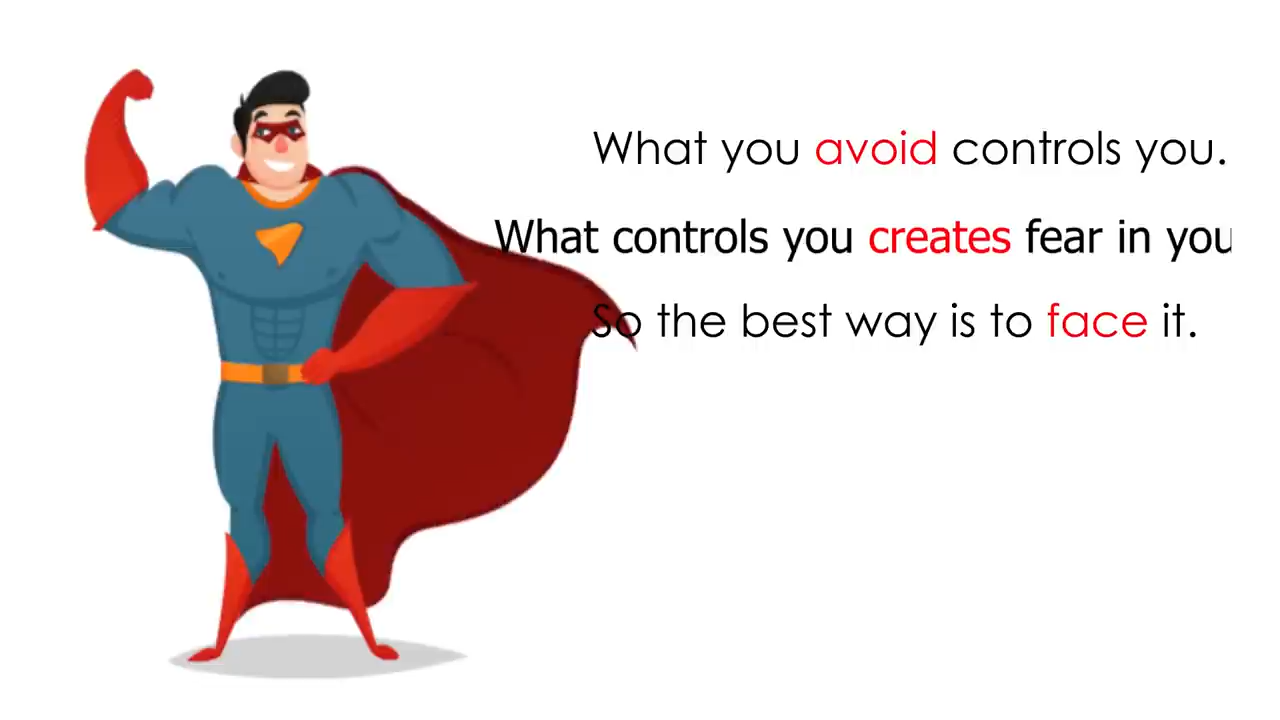 What you avoid controls you.
What controls you creates fear in you
So the best way is to face it.